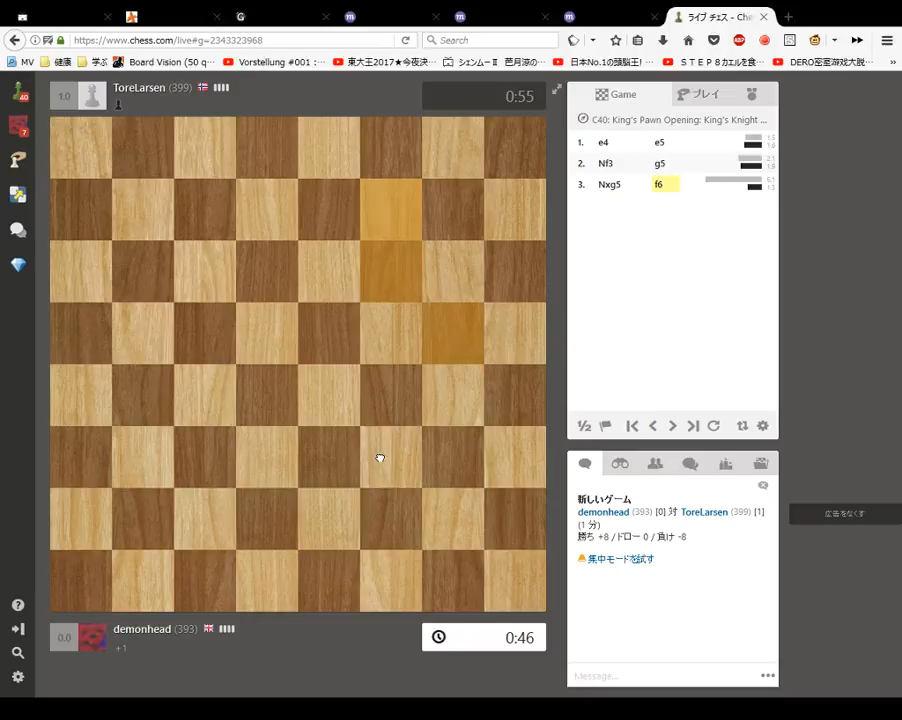 ライブ チェス - Che
https://www.chess.com/live#g=2343323968
Search
MV
健康
学ぶ
Board Vision (50 q...
Vorstellung #001 :...
東大王2017★今夜決...
シェンムーⅡ 芭月涼の...
日本No.1の頭脳王!
ＳＴＥＰ８カエルを食...
DERO密室游戏大脱...
40
7
1.0
ToreLarsen (399)
0:55
Game
プレイ
C40: King's Pawn Opening: King's Knight ...
1. e4 e5
2. Nf3 g5
3. Nxg5 f6
½
新しいゲーム
demonhead (393) [0] 対 ToreLarsen (399) [1]
(1 分)
勝ち +8 / ドロー 0 / 負け -8
集中モードを試す
広告をなくす
0.0
demonhead (393)
+1
0:46
Message...